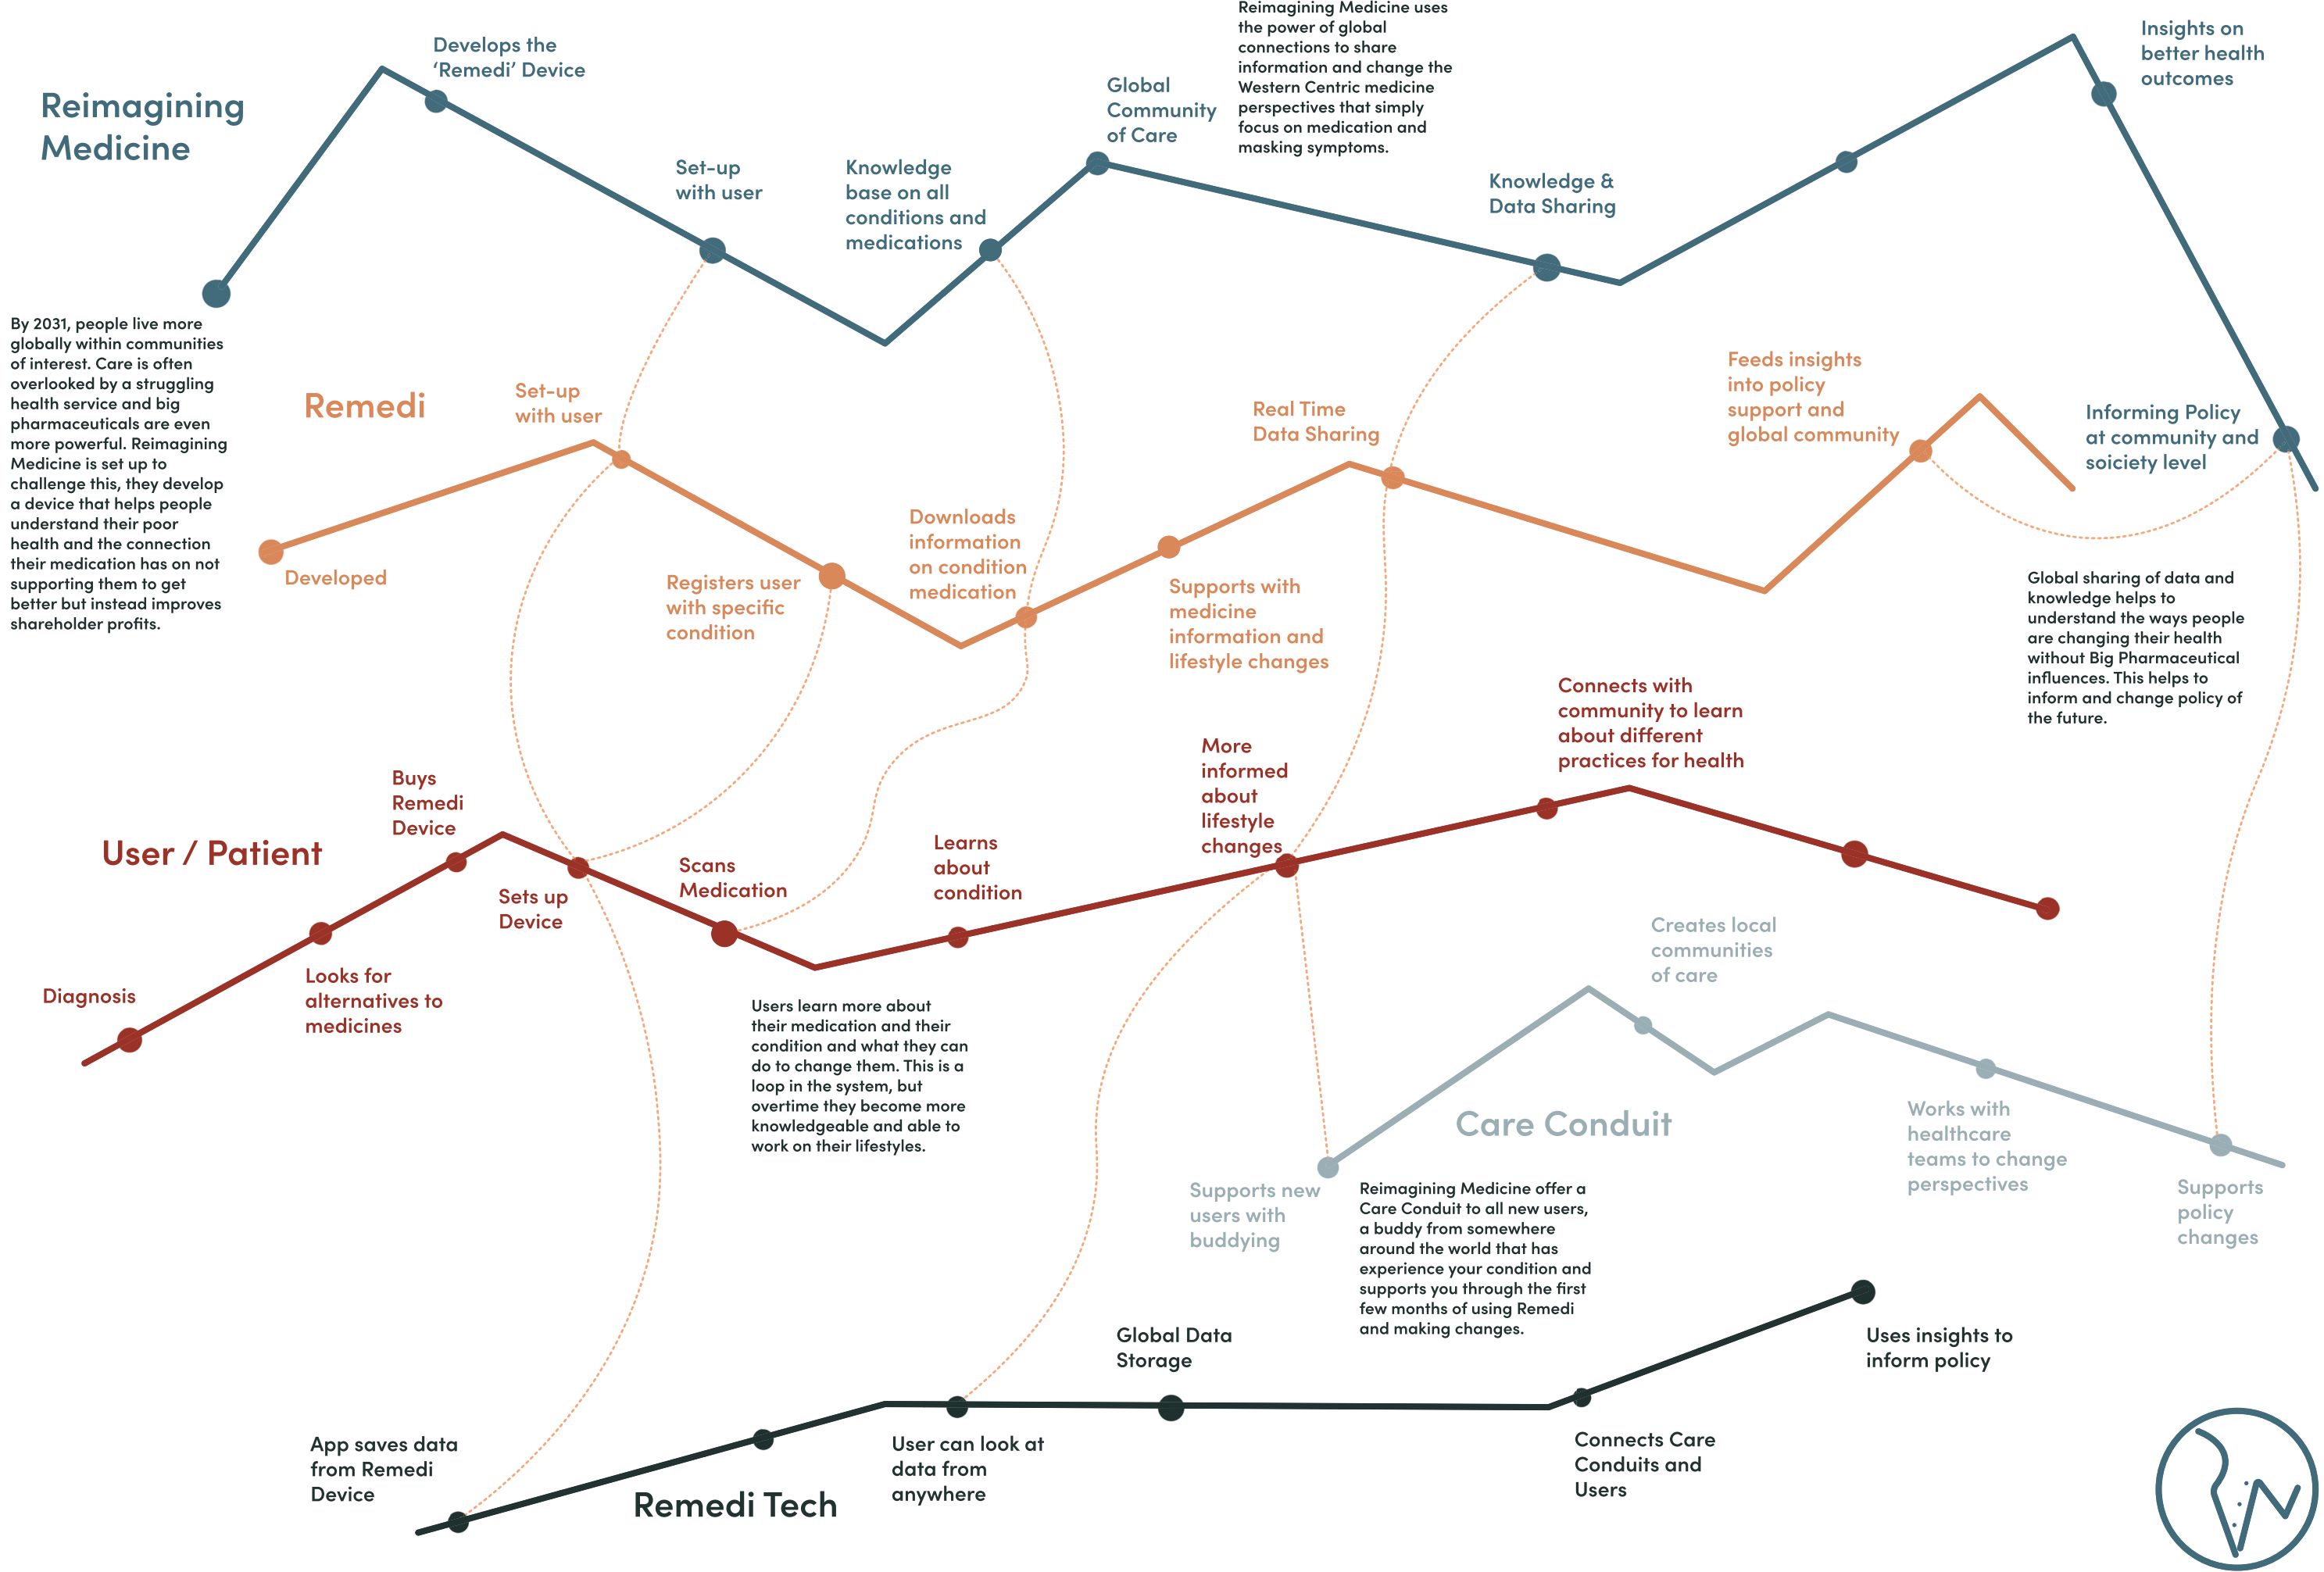 Reimagining
Medicine
Develops the
‘Remedi’ Device
Set-up
with user
Knowledge
base on all
conditions and
medications
Global
Community
of Care
Reimagining Medicine uses
the power of global
connections to share
information and change the
Western Centric medicine
perspectives that simply
focus on medication and
masking symptoms.
Knowledge &
Data Sharing
Insights on
better health
outcomes
Informing Policy
at community and
soiciety level
By 2031, people live more
globally within communities
of interest. Care is often
overlooked by a struggling
health service and big
pharmaceuticals are even
more powerful. Reimagining
Medicine is set up to
challenge this, they develop
a device that helps people
understand their poor
health and the connection
their medication has on not
supporting them to get
better but instead improves
shareholder profits.
Remedi
Developed
Set-up
with user
Registers user
with specific
condition
Downloads
information
on condition
medication
Supports with
medicine
information and
lifestyle changes
Real Time
Data Sharing
Feeds insights
into policy
support and
global community
Global sharing of data and
knowledge helps to
understand the ways people
are changing their health
without Big Pharmaceutical
influences. This helps to
inform and change policy of
the future.
User / Patient
Diagnosis
Looks for
alternatives to
medicines
Buys
Remedi
Device
Sets up
Device
Scans
Medication
Learns
about
condition
More
informed
about
lifestyle
changes
Connects with
community to learn
about different
practices for health
Users learn more about
their medication and their
condition and what they can
do to change them. This is a
loop in the system, but
overtime they become more
knowledgeable and able to
work on their lifestyles.
Care Conduit
Supports new
users with
buddying
Creates local
communities
of care
Works with
healthcare
teams to change
perspectives
Supports
policy
changes
Reimagining Medicine offer a
Care Conduit to all new users,
a buddy from somewhere
around the world that has
experience your condition and
supports you through the first
few months of using Remedi
and making changes.
Remedi Tech
App saves data
from Remedi
Device
User can look at
data from
anywhere
Global Data
Storage
Connects Care
Conduits and
Users
Uses insights to
inform policy